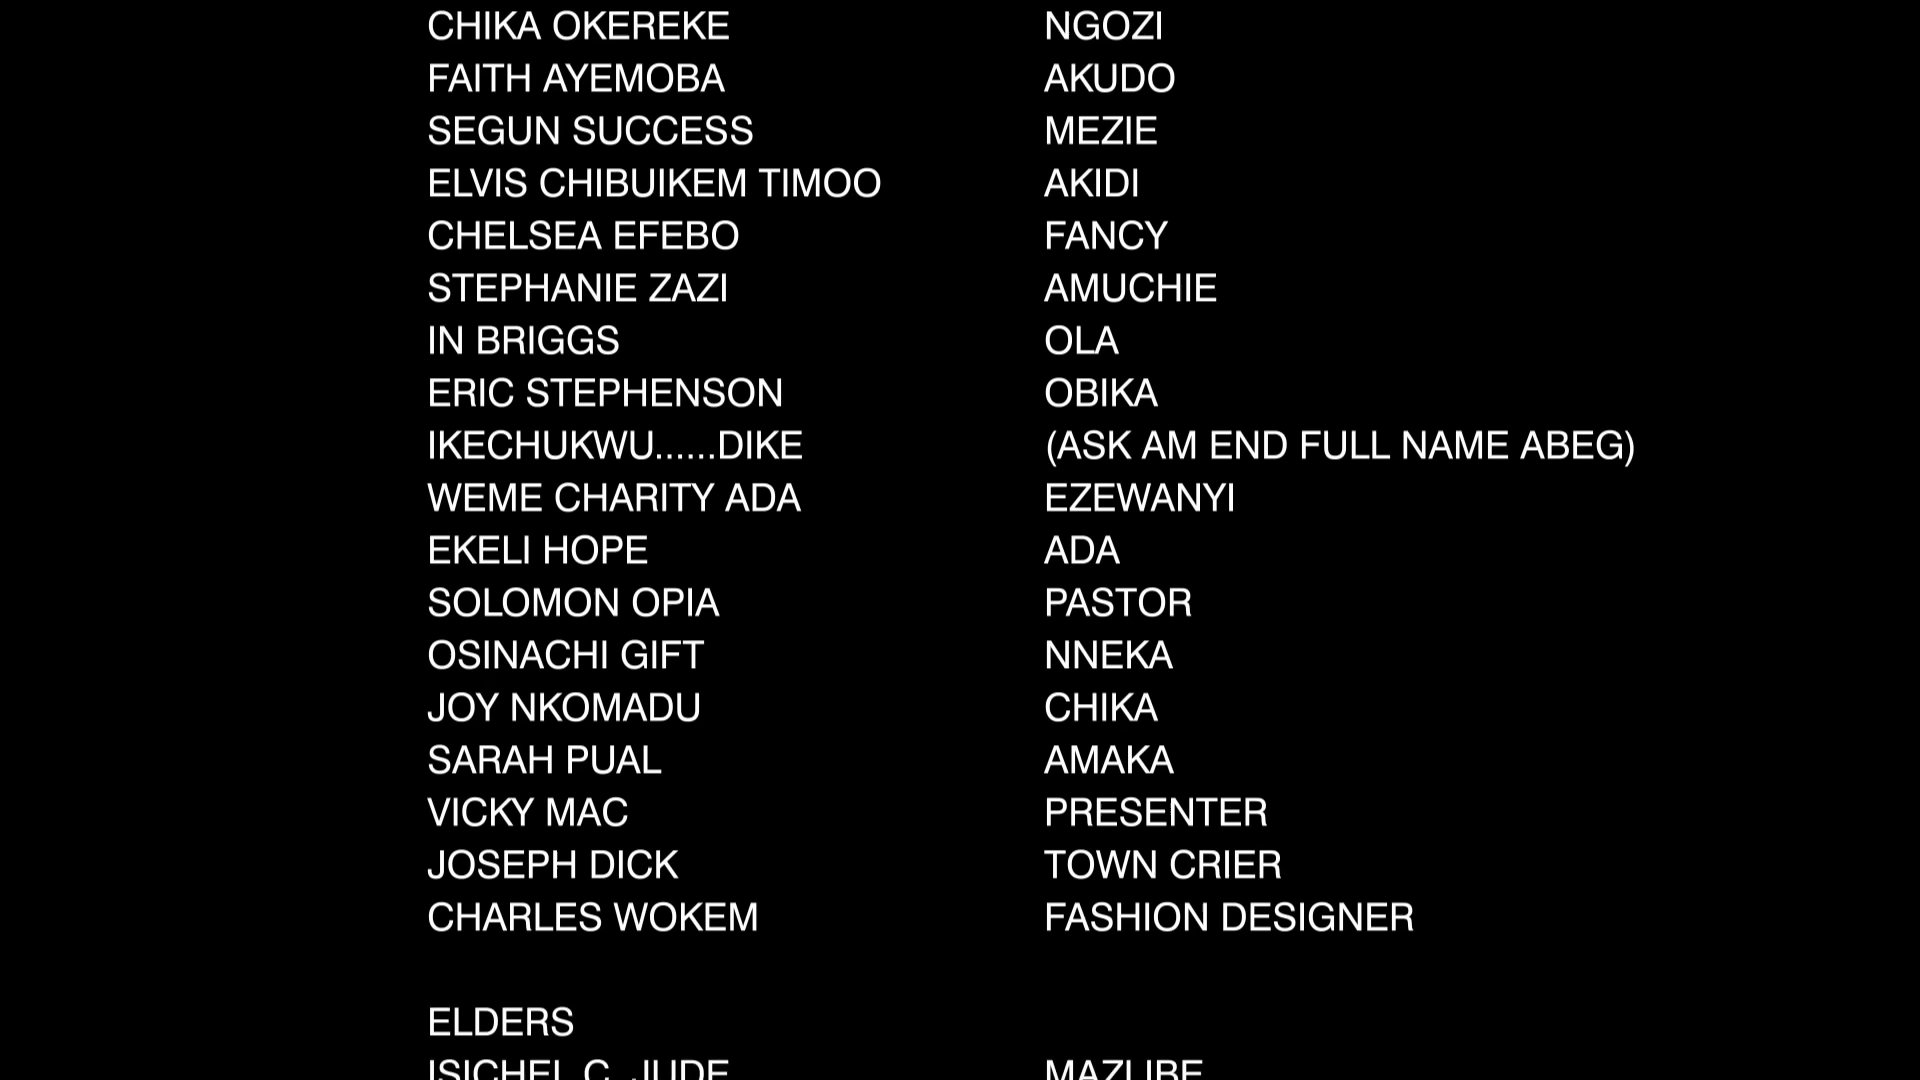 CHIKA OKEREKE NGOZI
FAITH AYEMOBA AKUDO
SEGUN SUCCESS MEZIE
ELVIS CHIBUIKEM TIMOO AKIDI
CHELSEA EFEBO FANCY
STEPHANIE ZAZI AMUCHIE
IN BRIGGS OLA
ERIC STEPHENSON OBIKA
IKECHUKWU......DIKE (ASK AM END FULL NAME ABEG)
WEME CHARITY ADA EZEWANYI
EKELI HOPE ADA
SOLOMON OPIA PASTOR
OSINACHI GIFT NNEKA
JOY NKOMADU CHIKA
SARAH PUAL AMAKA
VICKY MAC PRESENTER
JOSEPH DICK TOWN CRIER
CHARLES WOKEM FASHION DESIGNER
ELDERS
C. JUDE